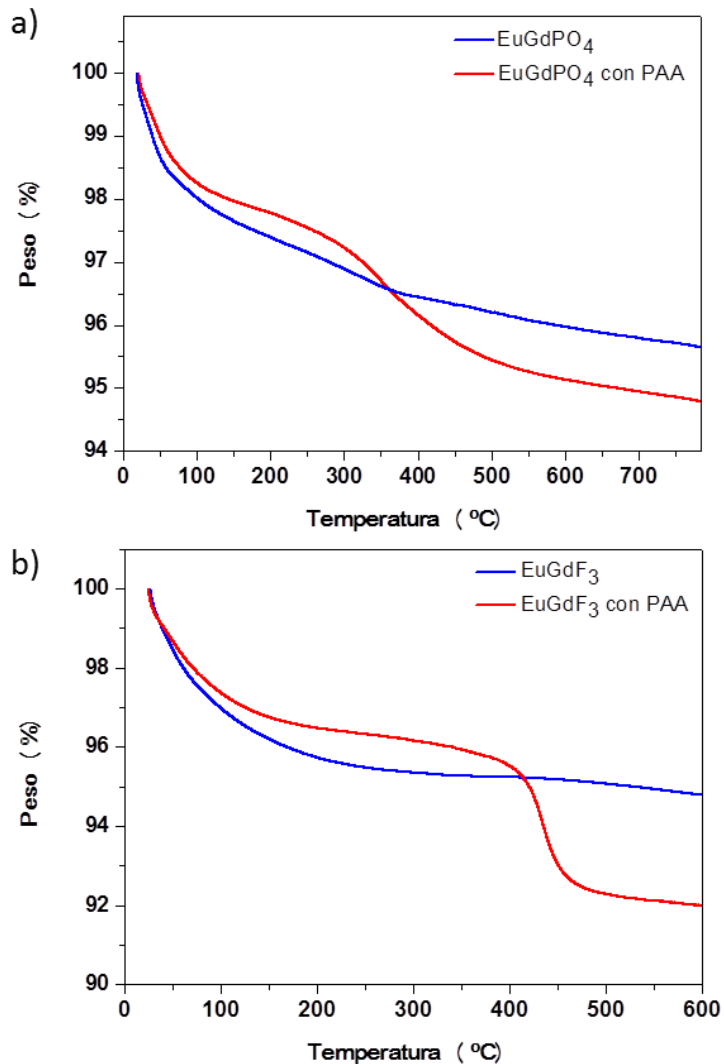 a)
EuGdPO4
EuGdPO4 con PAA
100
99
98
97
96
95
94
Peso ( %)
0 100 200 300 400 500 600 700
Temperatura ( ºC)
b)
EuGdF3
EuGdF3 con PAA
100
98
96
94
92
90
Peso ( %)
0 100 200 300 400 500 600
Temperatura ( ºC)